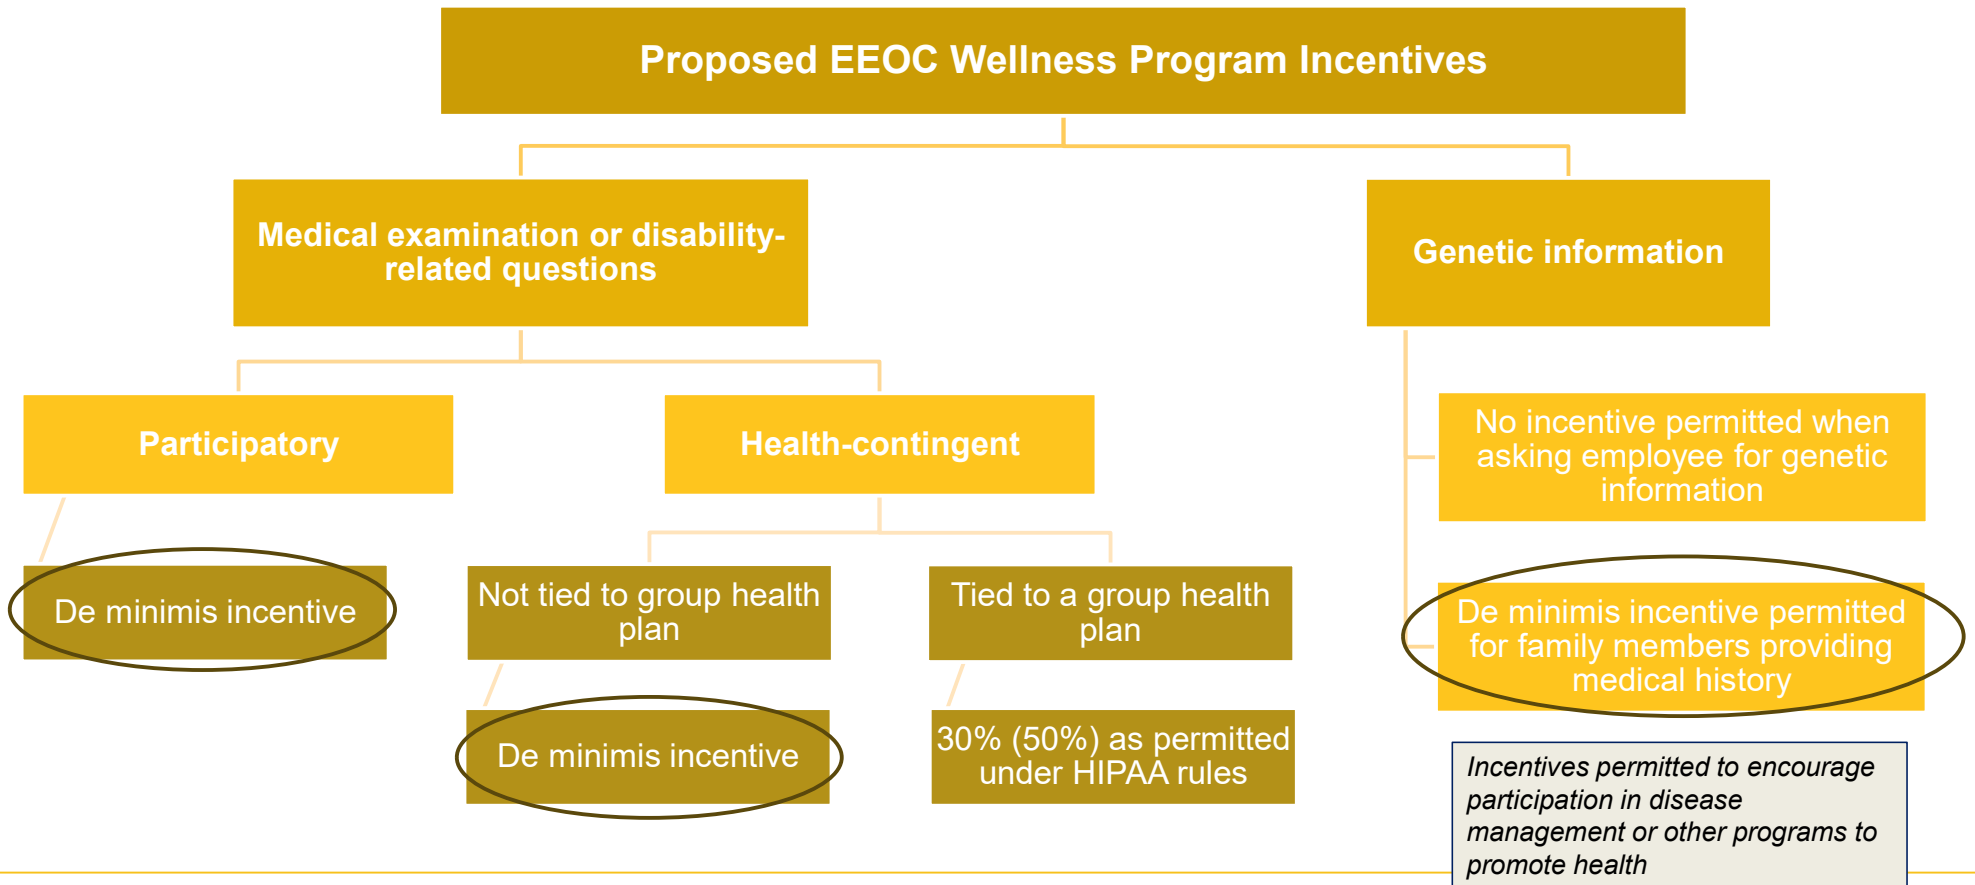 Proposed EEOC Wellness Program Incentives
Medical examination or disability-
related questions
Genetic information
Participatory
Health-contingent
No incentive permitted when
asking employee for genetic
information
De minimis incentive
Not tied to group health
plan
Tied to a group health
plan
De minimis incentive permitted
for family members providing
medical history
De minimis incentive
30% (50%) as permitted
under HIPAA rules
Incentives permitted to encourage
participation in disease
management or other programs to
promote health